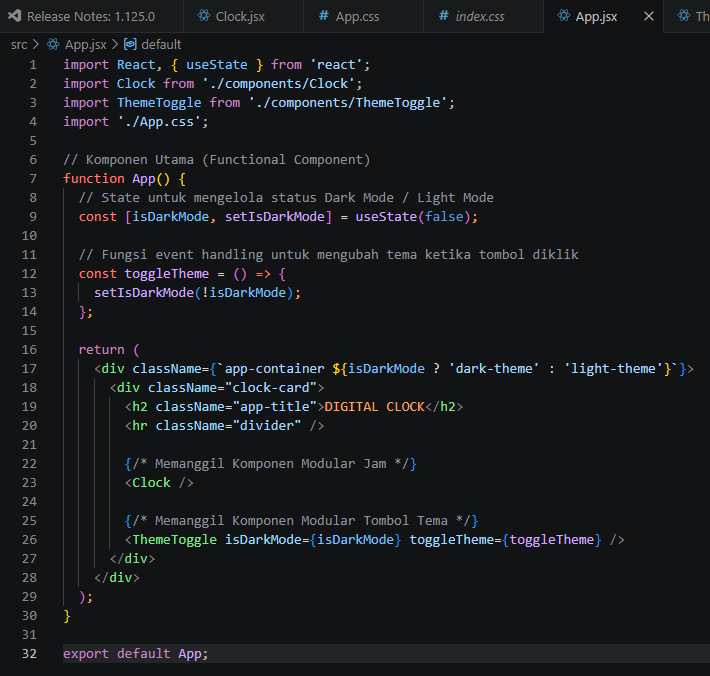 Release Notes: 1.125.0 Clock.jsx # App.css # index.css App.jsx × Th
src > App.jsx > default
1 import React, { useState } from 'react';
2 import Clock from './components/Clock';
3 import ThemeToggle from './components/ThemeToggle';
4 import './App.css';
5
6 // Komponen Utama (Functional Component)
7 function App() {
8 // State untuk mengelola status Dark Mode / Light Mode
9 const [isDarkMode, setIsDarkMode] = useState(false);
10
11 // Fungsi event handling untuk mengubah tema ketika tombol diklik
12 const toggleTheme = () => {
13 setIsDarkMode(!isDarkMode);
14 };
15
16 return (
17 <div className={`app-container ${isDarkMode ? 'dark-theme' : 'light-theme'}`}>
18 <div className="clock-card">
19 <h2 className="app-title">DIGITAL CLOCK</h2>
20 <hr className="divider" />
21
22 {/* Memanggil Komponen Modular Jam */}
23 <Clock />
24
25 {/* Memanggil Komponen Modular Tombol Tema */}
26 <ThemeToggle isDarkMode={isDarkMode} toggleTheme={toggleTheme} />
27 </div>
28 </div>
29 );
30 }
31
32 export default App;